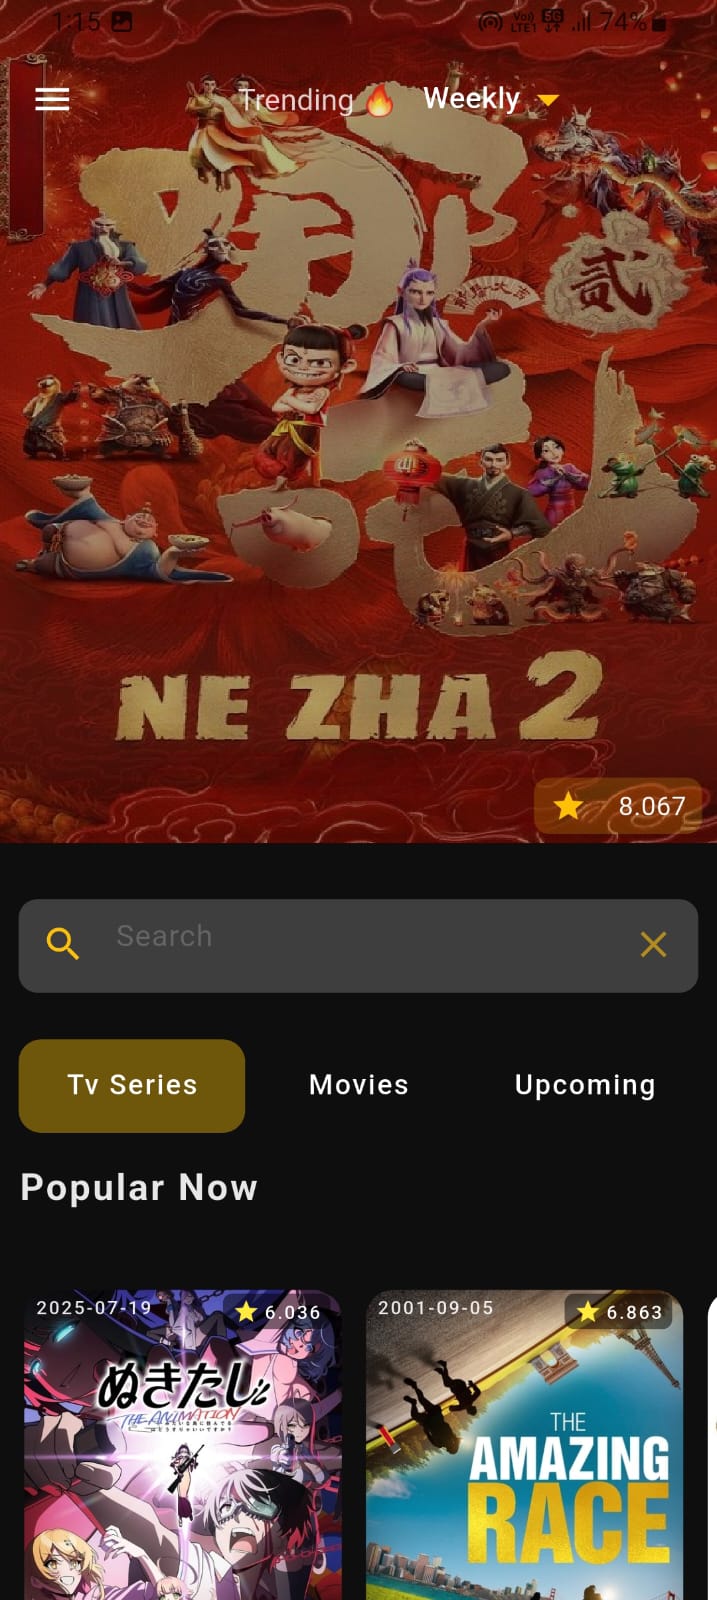 1:15 Vo)) LTE1 5G 74%
Trending 🔥 Weekly
哪吒
贰
NE ZHA 2
8.067
Search
Tv Series Movies Upcoming
Popular Now
2025-07-19 6.036
2001-09-05 6.863
ぬきたし
THE ANIMATION
THE
AMAZING
RACE